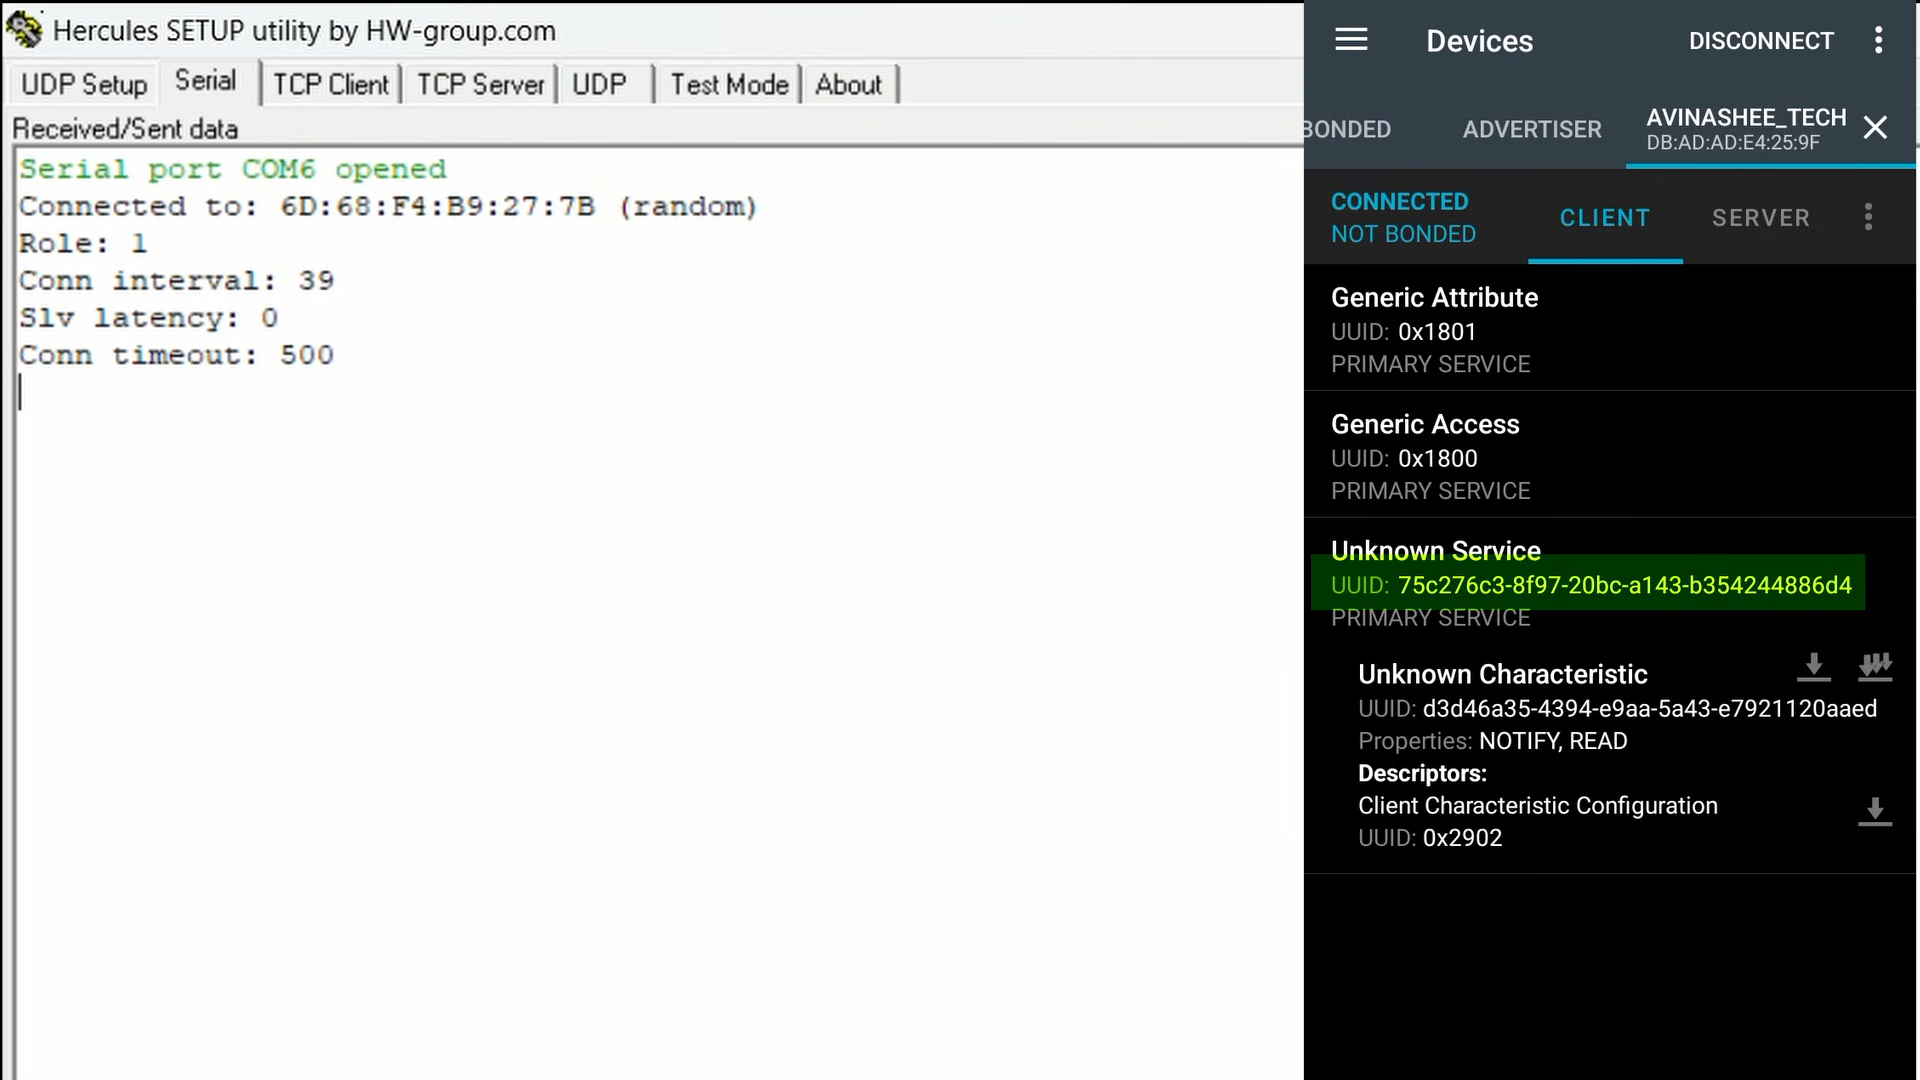 Hercules SETUP utility by HW-group.com
UDP Setup Serial TCP Client TCP Server UDP Test Mode About
Received/Sent data
Serial port COM6 opened
Connected to: 6D:68:F4:B9:27:7B (random)
Role: 1
Conn interval: 39
Slv latency: 0
Conn timeout: 500
Devices DISCONNECT
BONDED ADVERTISER AVINASHEE_TECH
DB:AD:AD:E4:25:9F
CONNECTED
NOT BONDED
CLIENT SERVER
Generic Attribute
UUID: 0x1801
PRIMARY SERVICE
Generic Access
UUID: 0x1800
PRIMARY SERVICE
Unknown Service
UUID: 75c276c3-8f97-20bc-a143-b354244886d4
PRIMARY SERVICE
Unknown Characteristic
UUID: d3d46a35-4394-e9aa-5a43-e7921120aaed
Properties: NOTIFY, READ
Descriptors:
Client Characteristic Configuration
UUID: 0x2902